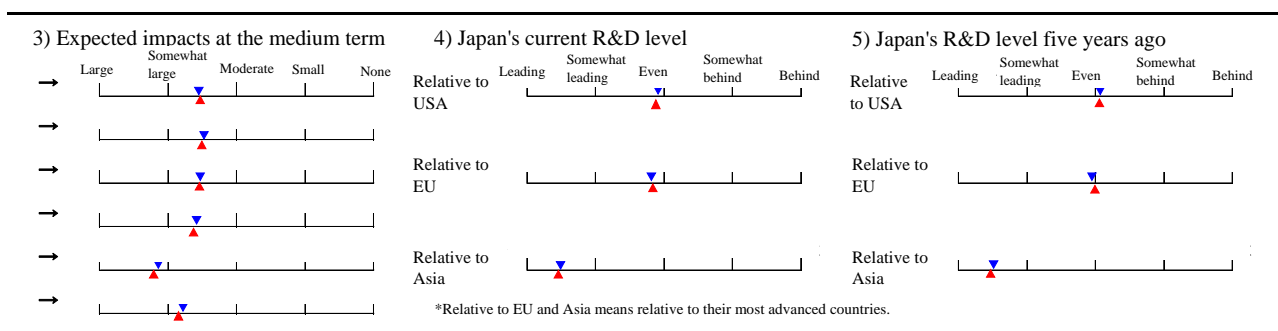 3) Expected impacts at the medium term
Large
Somewhat
large
Moderate
Small
None
→
→
→
→
→
→
4) Japan's current R&D level
Leading
Somewhat
leading
Even
Somewhat
behind
Behind
Relative to
USA
Relative to
EU
Relative to
Asia
*Relative to EU and Asia means relative to their most advanced countries.
5) Japan's R&D level five years ago
Leading
Somewhat
leading
Even
Somewhat
behind
Behind
Relative
to USA
Relative to
EU
Relative to
Asia